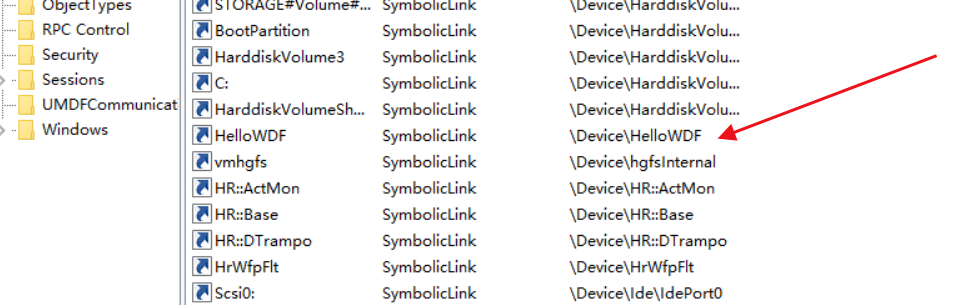 ObjectTypes
RPC Control
Security
Sessions
UMDFCommunicat
Windows
STORAGE#Volume#... SymbolicLink \Device\HarddiskVolu...
BootPartition SymbolicLink \Device\HarddiskVolu...
HarddiskVolume3 SymbolicLink \Device\HarddiskVolu...
C: SymbolicLink \Device\HarddiskVolu...
HarddiskVolumeSh... SymbolicLink \Device\HarddiskVolu...
HelloWDF SymbolicLink \Device\HelloWDF
vmhgfs SymbolicLink \Device\hgfsInternal
HR::ActMon SymbolicLink \Device\HR::ActMon
HR::Base SymbolicLink \Device\HR::Base
HR::DTrampo SymbolicLink \Device\HR::DTrampo
HrWfpFlt SymbolicLink \Device\HrWfpFlt
Scsi0: SymbolicLink \Device\Ide\IdePort0